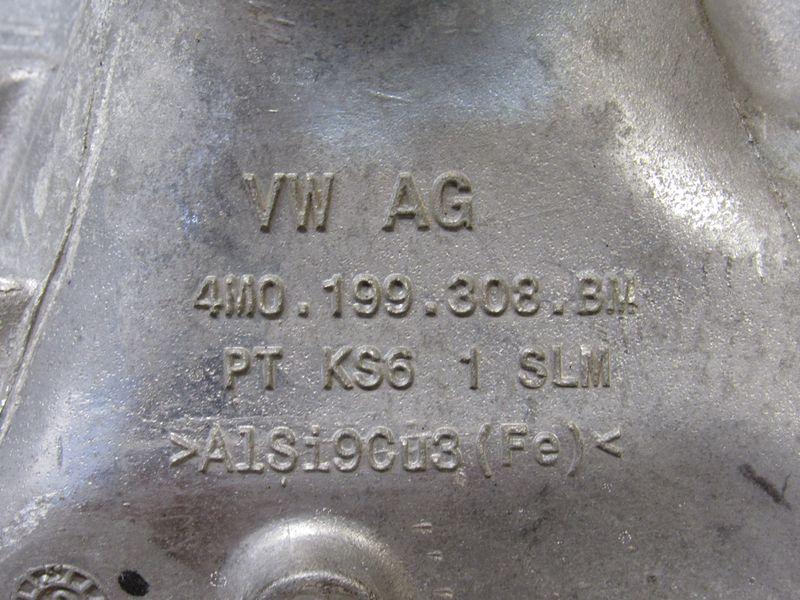 VW AG
4M0.199.308.BM
PT KS6 1 SLM
>AlSi9Cu3(Fe)<